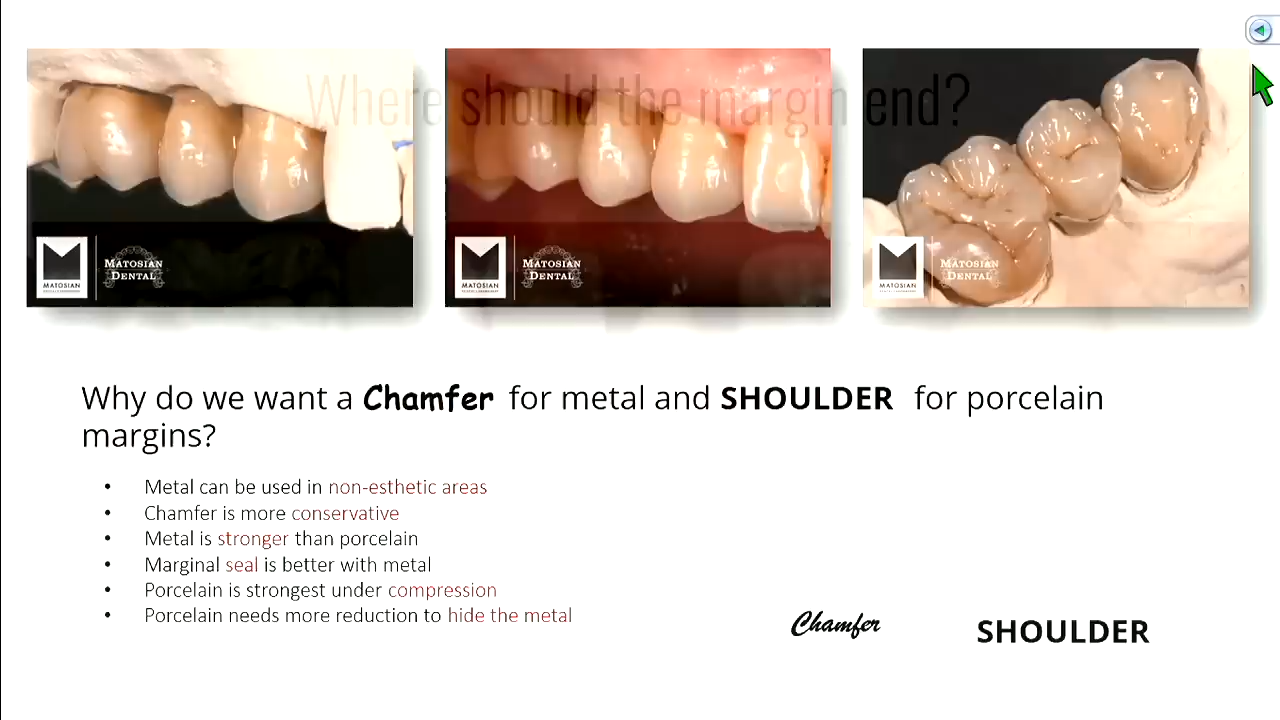 Where should the margin end?
MATOSIAN
MATOSIAN
DENTAL
MATOSIAN
MATOSIAN
DENTAL
MATOSIAN
MATOSIAN
DENTAL
Why do we want a Chamfer for metal and SHOULDER for porcelain
margins?
• Metal can be used in non-esthetic areas
• Chamfer is more conservative
• Metal is stronger than porcelain
• Marginal seal is better with metal
• Porcelain is strongest under compression
• Porcelain needs more reduction to hide the metal
Chamfer
SHOULDER